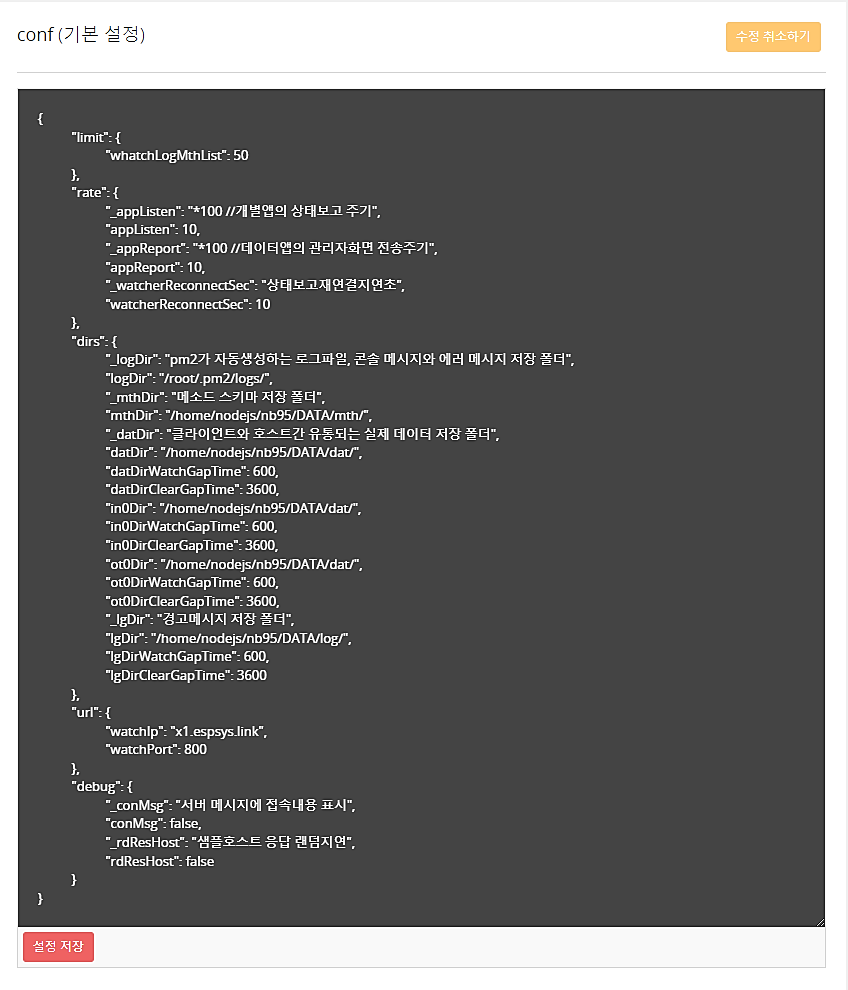 conf (기본 설정)
수정 취소하기
{
"limit": {
"whatchLogMthList": 50
},
"rate": {
"_appListen": "*100 //개별앱의 상태보고 주기",
"appListen": 10,
"_appReport": "*100 //데이터앱의 관리자화면 전송주기",
"appReport": 10,
"_watcherReconnectSec": "상태보고재연결지연초",
"watcherReconnectSec": 10
},
"dirs": {
"_logDir": "pm2가 자동생성하는 로그파일, 콘솔 메시지와 에러 메시지 저장 폴더",
"logDir": "/root/.pm2/logs/",
"_mthDir": "메소드 스키마 저장 폴더",
"mthDir": "/home/nodejs/nb95/DATA/mth/",
"_datDir": "클라이언트와 호스트간 유통되는 실제 데이터 저장 폴더",
"datDir": "/home/nodejs/nb95/DATA/dat/",
"datDirWatchGapTime": 600,
"datDirClearGapTime": 3600,
"in0Dir": "/home/nodejs/nb95/DATA/dat/",
"in0DirWatchGapTime": 600,
"in0DirClearGapTime": 3600,
"ot0Dir": "/home/nodejs/nb95/DATA/dat/",
"ot0DirWatchGapTime": 600,
"ot0DirClearGapTime": 3600,
"_lgDir": "경고메시지 저장 폴더",
"lgDir": "/home/nodejs/nb95/DATA/log/",
"lgDirWatchGapTime": 600,
"lgDirClearGapTime": 3600
},
"url": {
"watchIp": "x1.espsys.link",
"watchPort": 800
},
"debug": {
"_conMsg": "서버 메시지에 접속내용 표시",
"conMsg": false,
"_rdResHost": "샘플호스트 응답 랜덤지연",
"rdResHost": false
}
}
설정 저장